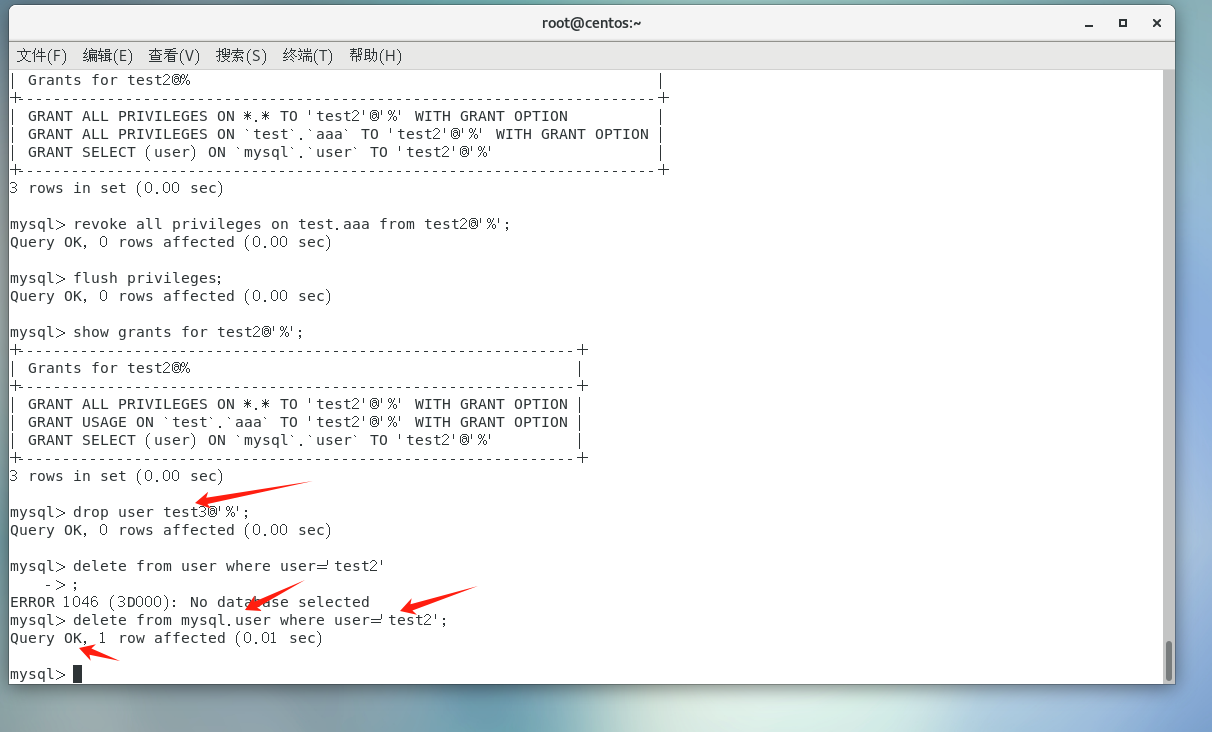 root@centos:~
文件(F) 编辑(E) 查看(V) 搜索(S) 终端(T) 帮助(H)
| Grants for test2@% |
+-----------------------------------------------------------------------+
| GRANT ALL PRIVILEGES ON *.* TO 'test2'@'%' WITH GRANT OPTION |
| GRANT ALL PRIVILEGES ON `test`.`aaa` TO 'test2'@'%' WITH GRANT OPTION |
| GRANT SELECT (user) ON `mysql`.`user` TO 'test2'@'%' |
+-----------------------------------------------------------------------+
3 rows in set (0.00 sec)
mysql> revoke all privileges on test.aaa from test2@'%';
Query OK, 0 rows affected (0.00 sec)
mysql> flush privileges;
Query OK, 0 rows affected (0.00 sec)
mysql> show grants for test2@'%';
+--------------------------------------------------------------+
| Grants for test2@% |
+--------------------------------------------------------------+
| GRANT ALL PRIVILEGES ON *.* TO 'test2'@'%' WITH GRANT OPTION |
| GRANT USAGE ON `test`.`aaa` TO 'test2'@'%' WITH GRANT OPTION |
| GRANT SELECT (user) ON `mysql`.`user` TO 'test2'@'%' |
+--------------------------------------------------------------+
3 rows in set (0.00 sec)
mysql> drop user test3@'%';
Query OK, 0 rows affected (0.00 sec)
mysql> delete from user where user='test2'
-> ;
ERROR 1046 (3D000): No database selected
mysql> delete from mysql.user where user='test2';
Query OK, 1 row affected (0.01 sec)
mysql>